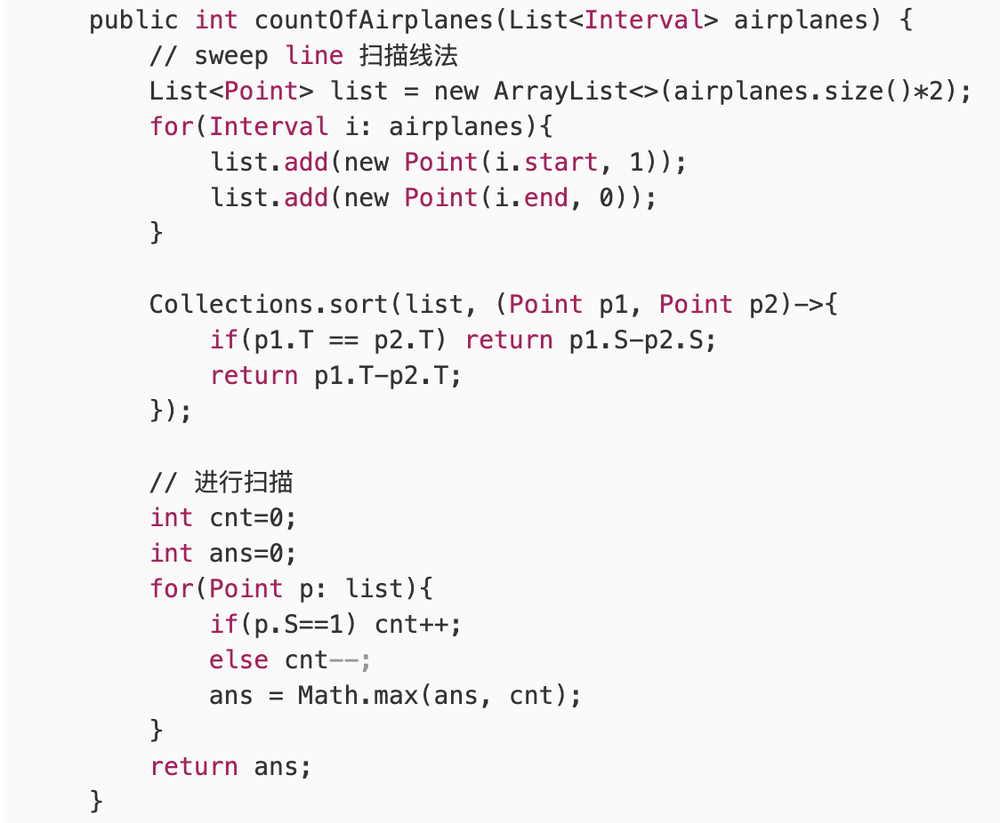 public int countOfAirplanes(List<Interval> airplanes) {
// sweep line 扫描线法
List<Point> list = new ArrayList<>(airplanes.size()*2);
for(Interval i: airplanes){
list.add(new Point(i.start, 1));
list.add(new Point(i.end, 0));
}
Collections.sort(list, (Point p1, Point p2)->{
if(p1.T == p2.T) return p1.S-p2.S;
return p1.T-p2.T;
});
// 进行扫描
int cnt=0;
int ans=0;
for(Point p: list){
if(p.S==1) cnt++;
else cnt--;
ans = Math.max(ans, cnt);
}
return ans;
}